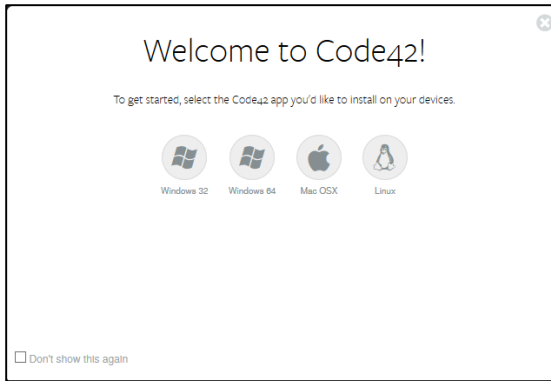 Welcome to Code42!
To get started, select the Code42 app you'd like to install on your devices.
Windows 32 Windows 64 Mac OSX Linux
Don't show this again